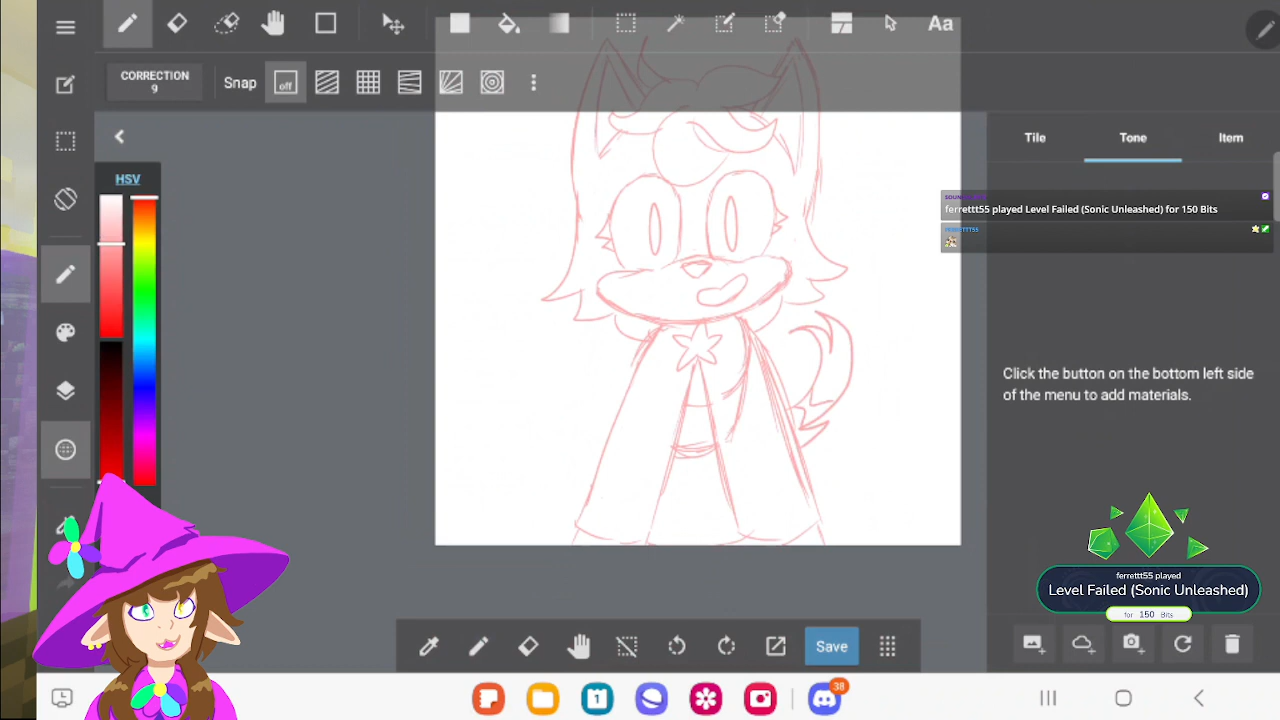 Aa
CORRECTION
9
Snap
off
HSV
Tile
Tone
Item
ferrettt55 played Level Failed (Sonic Unleashed) for 150 Bits
FERRETTT55
Click the button on the bottom left side
of the menu to add materials.
ferrettt55 played
Level Failed (Sonic Unleashed)
for 150 Bits
Save
1
38